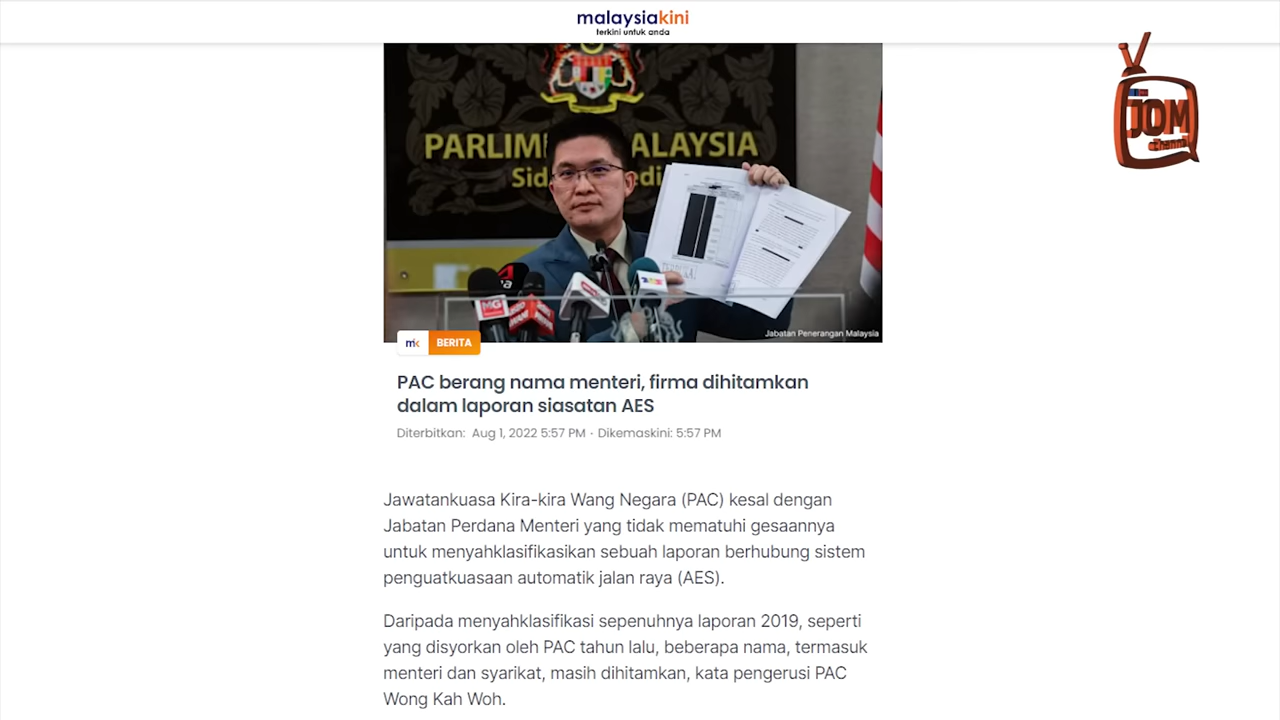 malaysiakini
terkini untuk anda
JOM
channel
PARLIM ALAYSIA
Sid edi
MG
Jabatan Penerangan Malaysia
mk BERITA
PAC berang nama menteri, firma dihitamkan
dalam laporan siasatan AES
Diterbitkan: Aug 1, 2022 5:57 PM · Dikemaskini: 5:57 PM
Jawatankuasa Kira-kira Wang Negara (PAC) kesal dengan
Jabatan Perdana Menteri yang tidak mematuhi gesaannya
untuk menyahklasifikasikan sebuah laporan berhubung sistem
penguatkuasaan automatik jalan raya (AES).
Daripada menyahklasifikasi sepenuhnya laporan 2019, seperti
yang disyorkan oleh PAC tahun lalu, beberapa nama, termasuk
menteri dan syarikat, masih dihitamkan, kata pengerusi PAC
Wong Kah Woh.